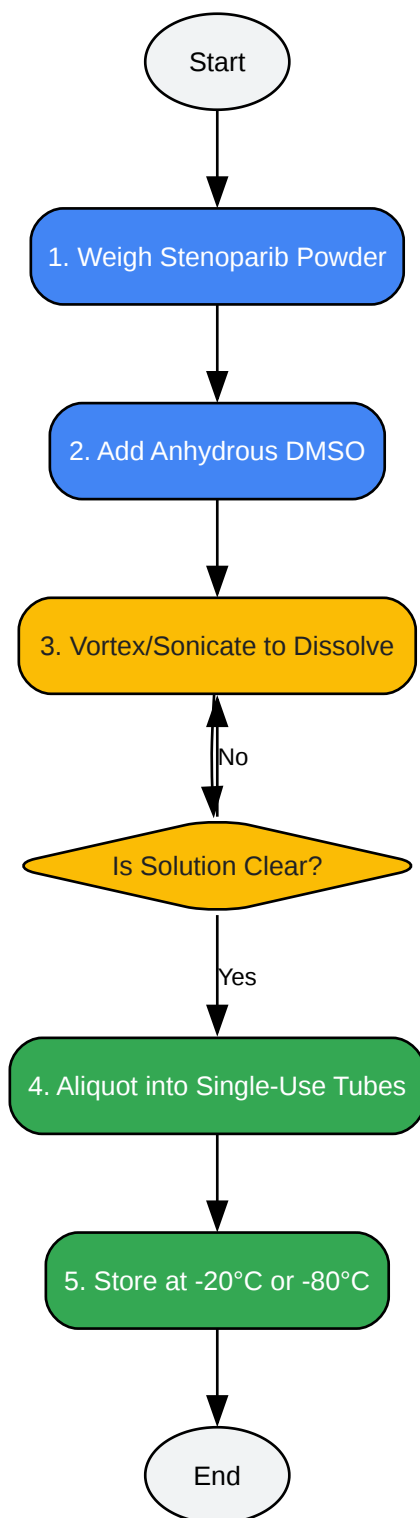 Start
1. Weigh Stenoparib Powder
2. Add Anhydrous DMSO
3. Vortex/Sonicate to Dissolve
No
Is Solution Clear?
Yes
4. Aliquot into Single-Use Tubes
5. Store at -20°C or -80°C
End